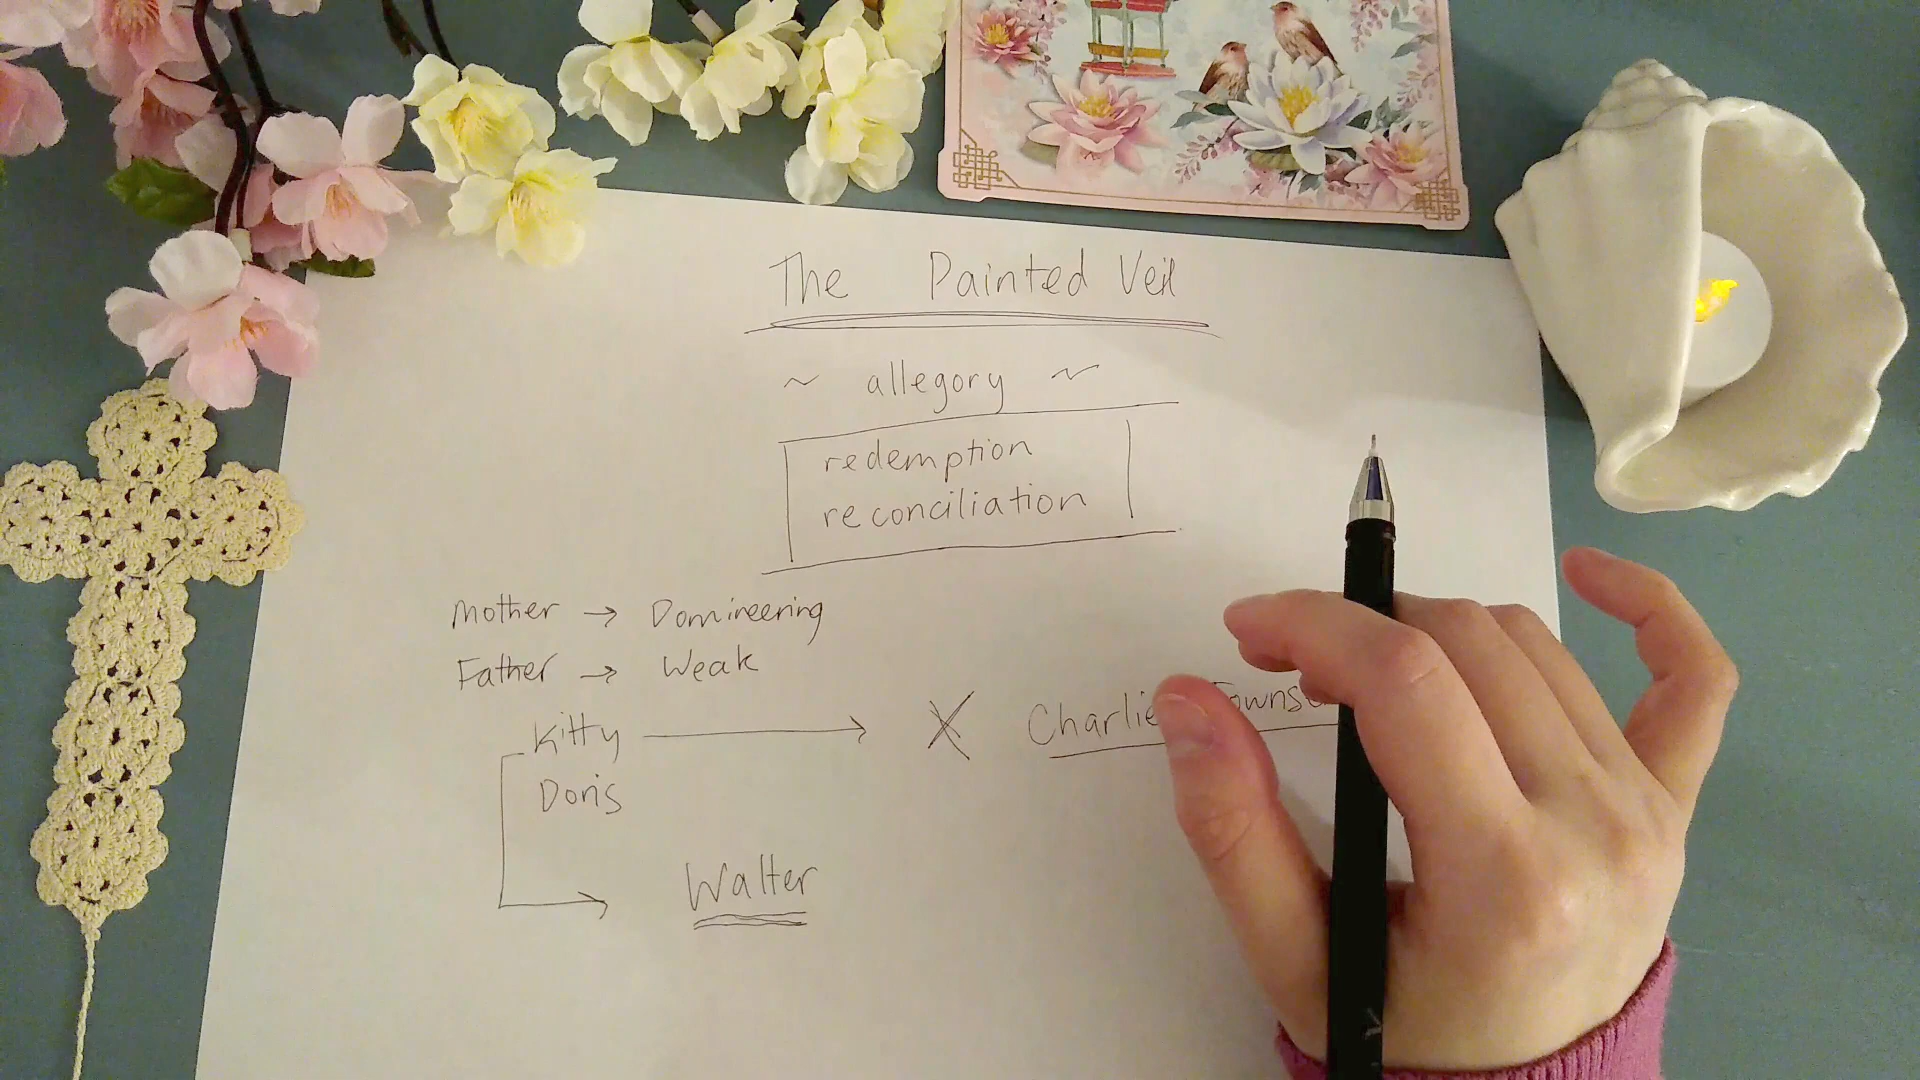 The Painted Veil
~ allegory ~
redemption
reconciliation
Mother → Domineering
Father → Weak
Kitty → X Charlie
Doris
Walter